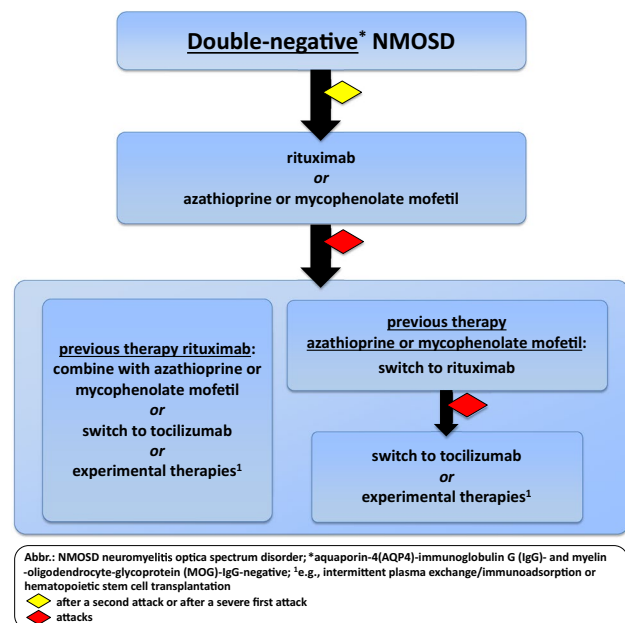 Double-negative* NMOSD
rituximab
or
azathioprine or mycophenolate mofetil
previous therapy rituximab:
combine with azathioprine or
mycophenolate mofetil
or
switch to tocilizumab
or
experimental therapies¹
previous therapy
azathioprine or mycophenolate mofetil:
switch to rituximab
switch to tocilizumab
or
experimental therapies¹
Abbr.: NMOSD neuromyelitis optica spectrum disorder; *aquaporin-4(AQP4)-immunoglobulin G (IgG)- and myelin
-oligodendrocyte-glycoprotein (MOG)-IgG-negative; ¹e.g., intermittent plasma exchange/immunoadsorption or
hematopoietic stem cell transplantation
after a second attack or after a severe first attack
attacks